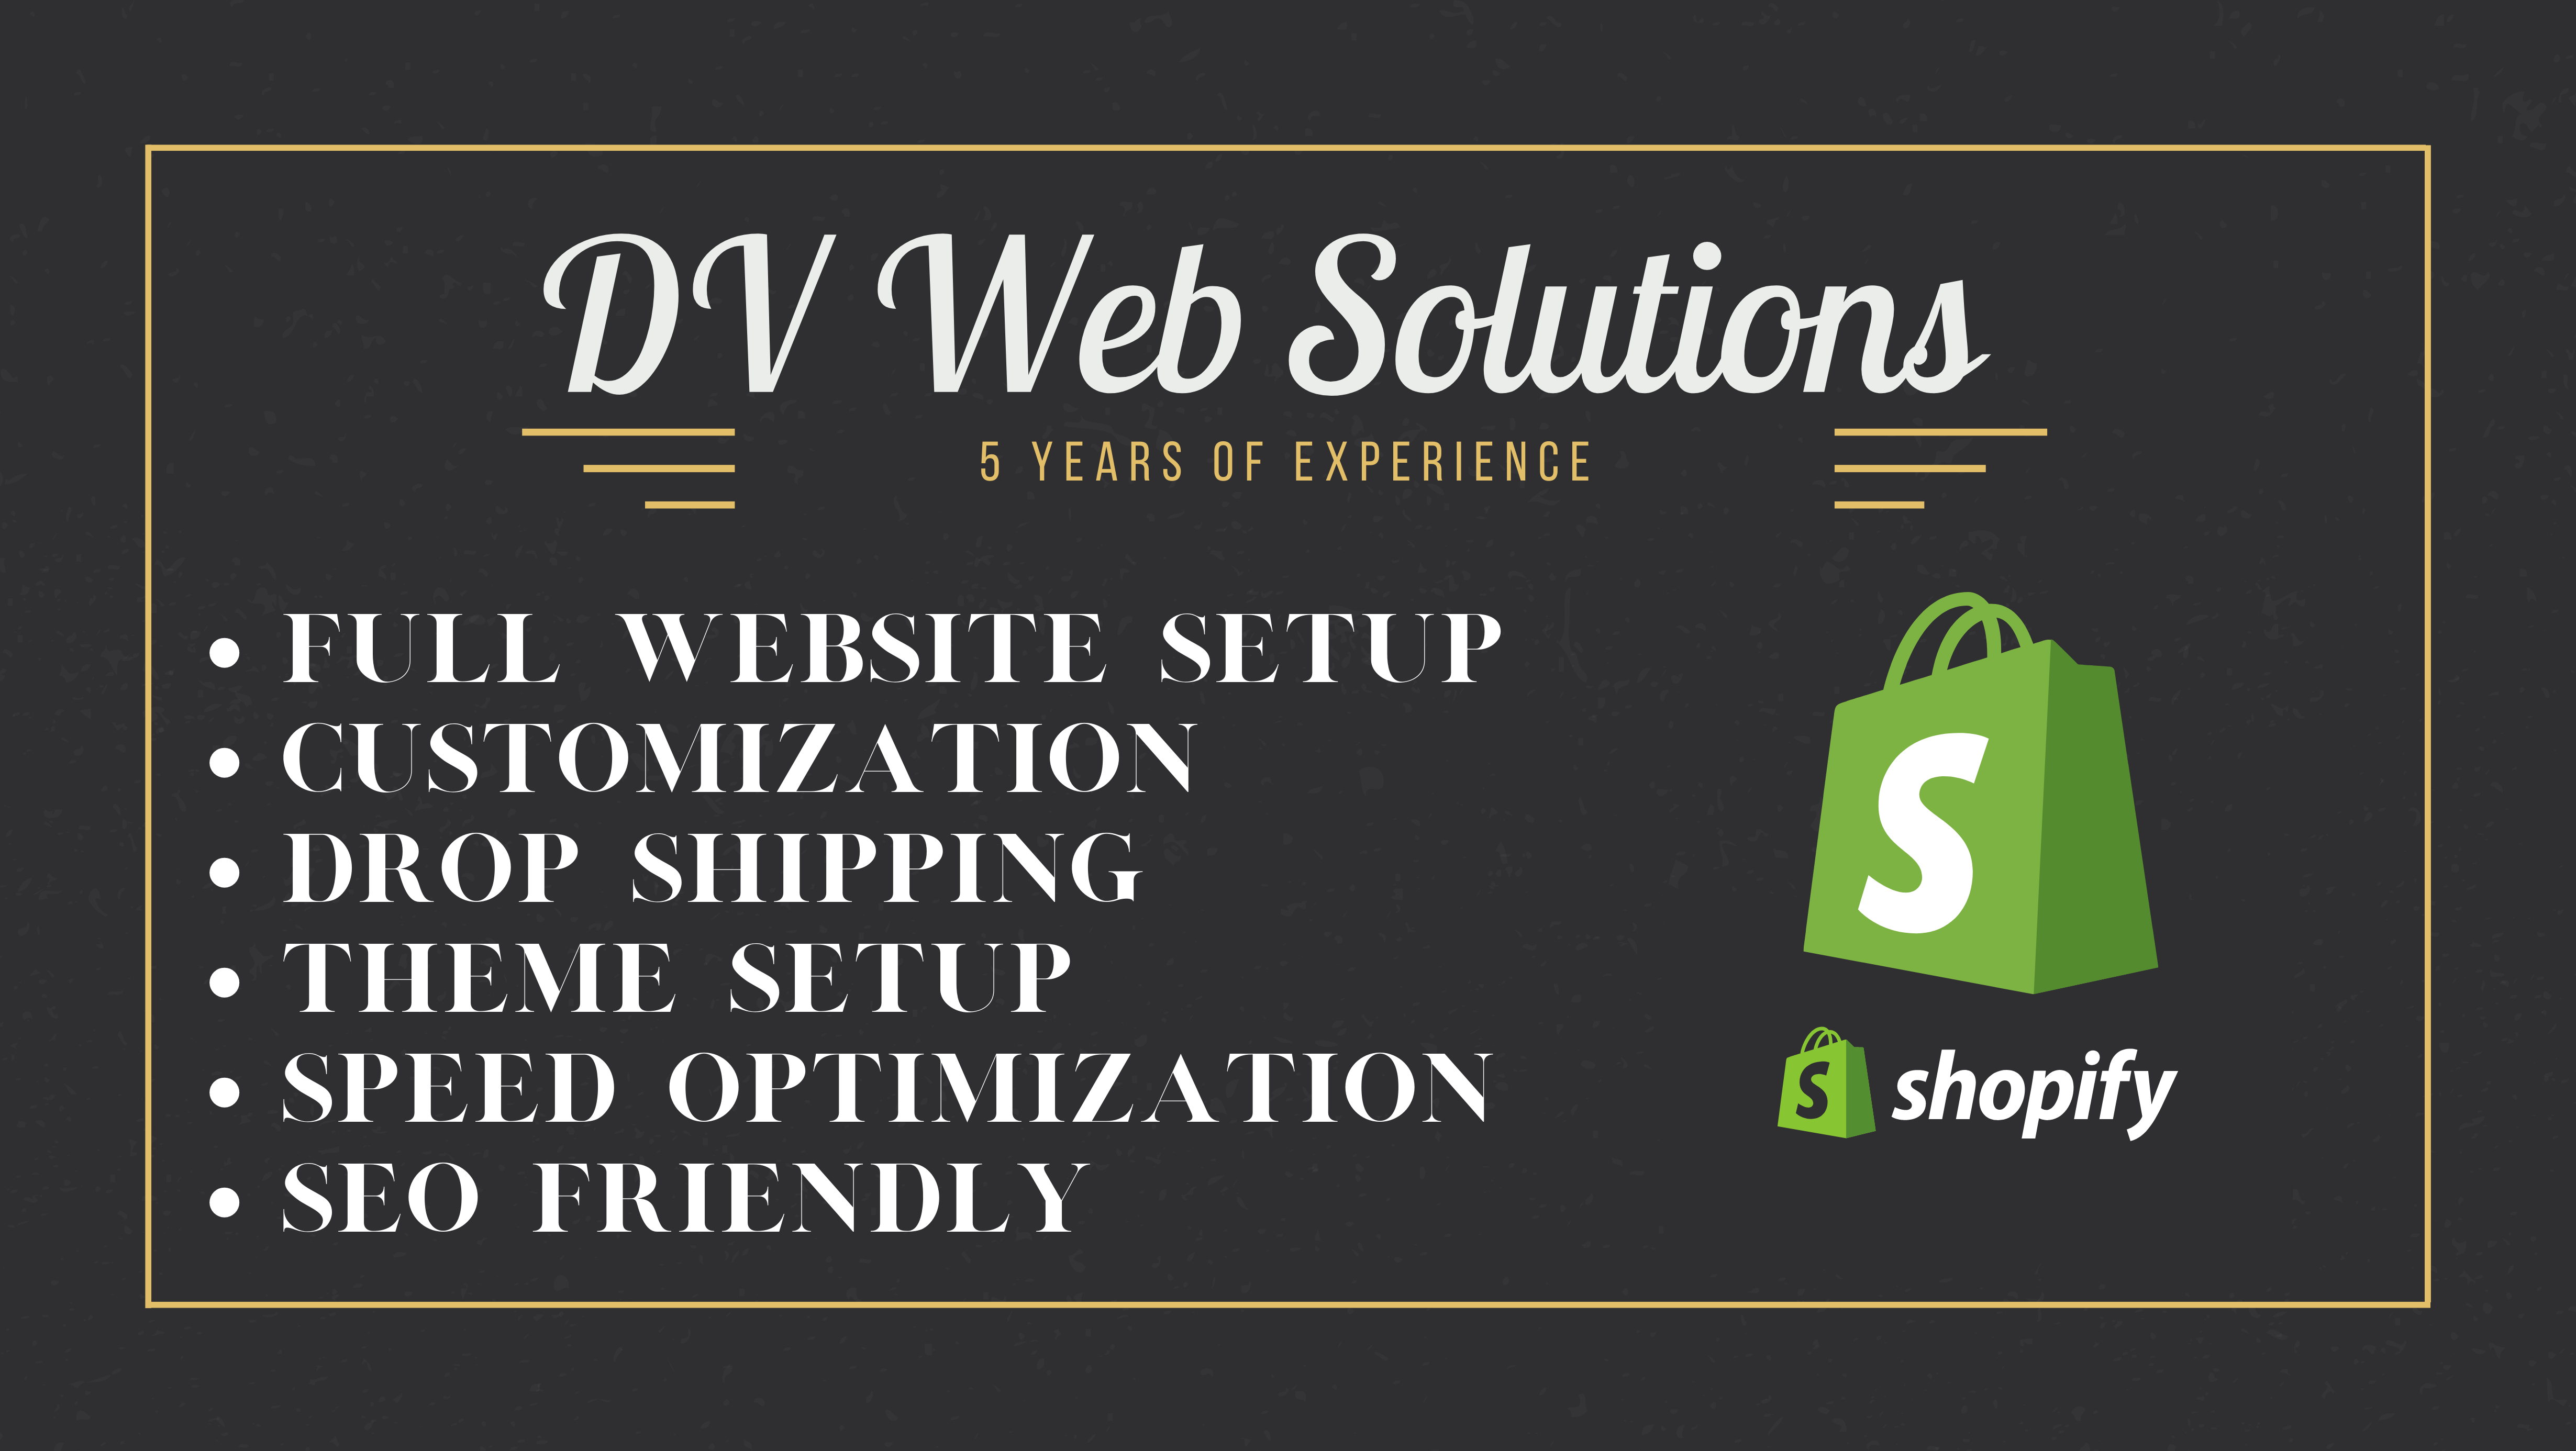 DV Web Solutions
5 YEARS OF EXPERIENCE
• FULL WEBSITE SETUP
• CUSTOMIZATION
• DROP SHIPPING
• THEME SETUP
• SPEED OPTIMIZATION
• SEO FRIENDLY
S
S shopify